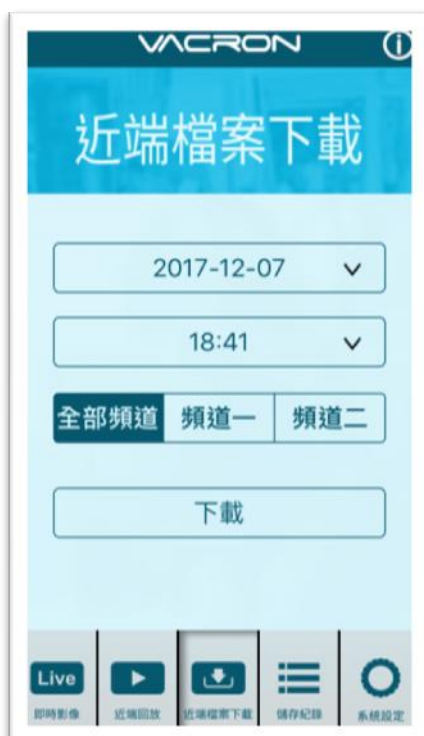 VACRON
近端檔案下載
2017-12-07
18:41
全部頻道 頻道一 頻道二
下載
Live
即時影像 近端回放 近端檔案下載 儲存紀錄 系統設定